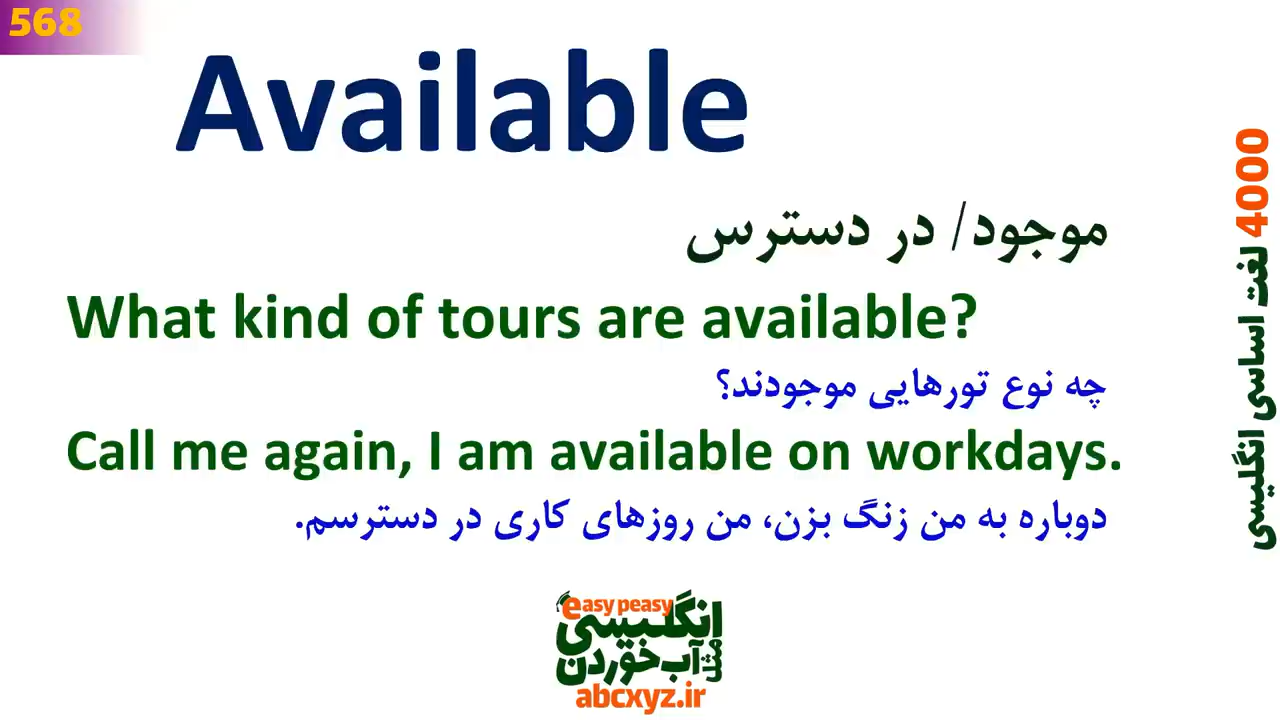 568
Available
موجود/ در دسترس
What kind of tours are available?
چه نوع تورهایی موجودند؟
Call me again, I am available on workdays.
دوباره به من زنگ بزن، من روزهای کاری در دسترسم.
4000 لغت اساسی انگلیسی
easy peasy
انگلیسی
مثل آب خوردن
abcxyz.ir